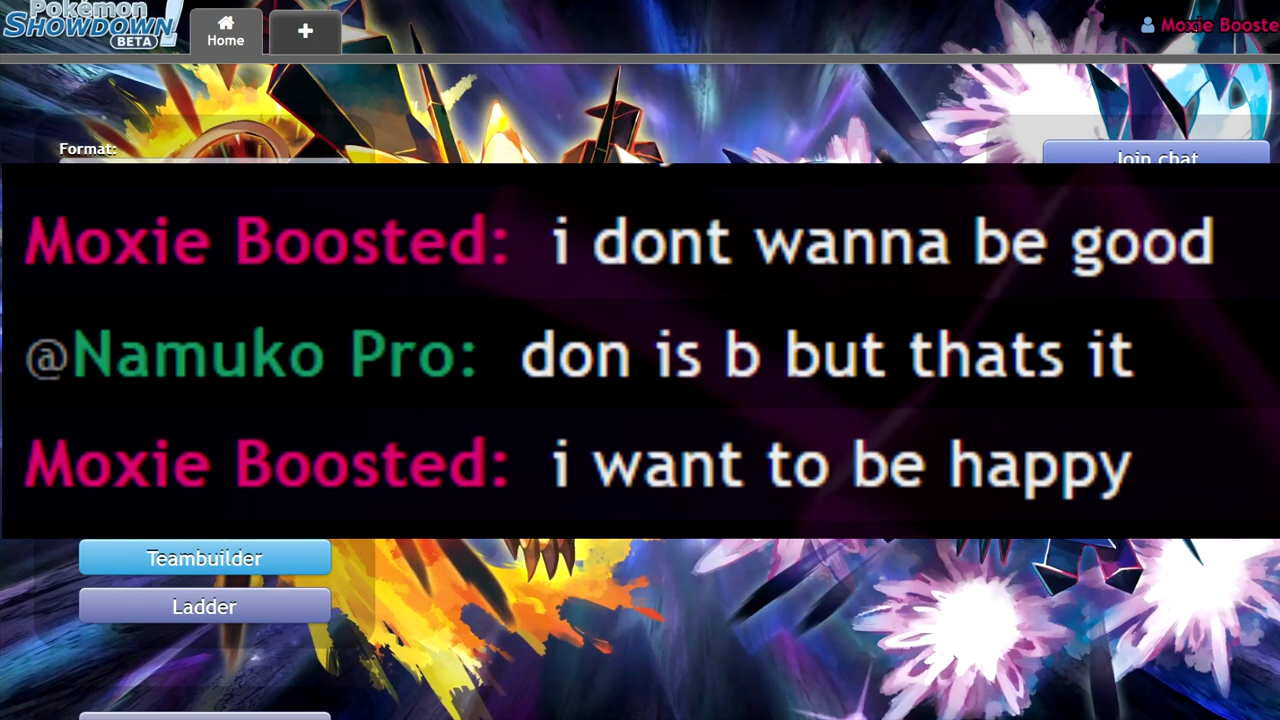 Pokémon
SHOWDOWN!
BETA
Home
Moxie Booste
Format:
Join chat
Moxie Boosted: i dont wanna be good
@Namuko Pro: don is b but thats it
Moxie Boosted: i want to be happy
Teambuilder
Ladder